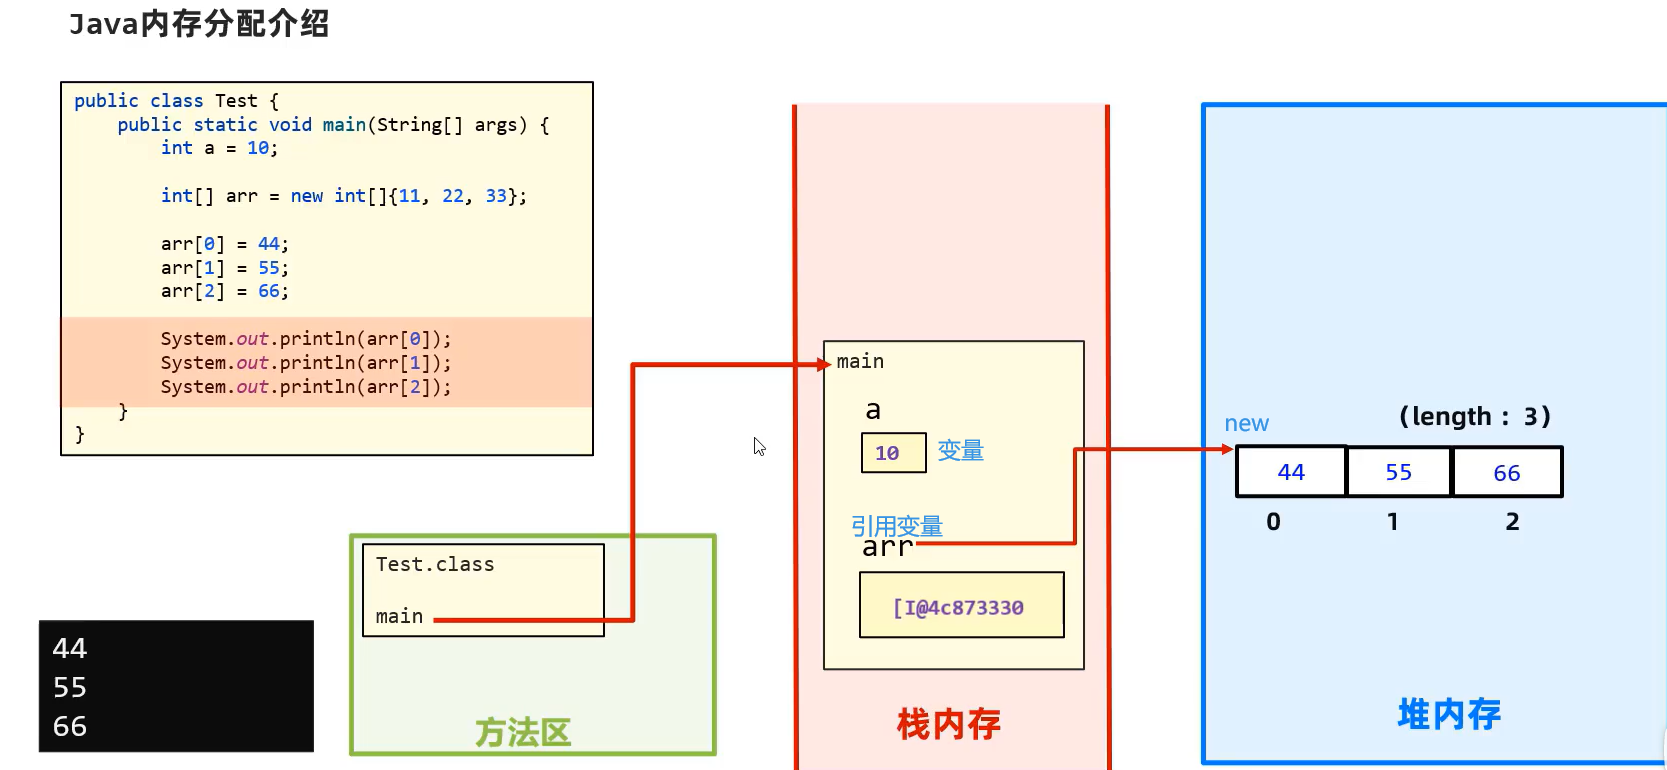 Java内存分配介绍
public class Test {
    public static void main(String[] args) {
        int a = 10;
        int[] arr = new int[]{11, 22, 33};
        arr[0] = 44;
        arr[1] = 55;
        arr[2] = 66;
        System.out.println(arr[0]);
        System.out.println(arr[1]);
        System.out.println(arr[2]);
    }
}
44
55
66
Test.class
main
方法区
main
a
10 变量
引用变量
arr
[I@4c873330
栈内存
new (length : 3)
44 55 66
0 1 2
堆内存